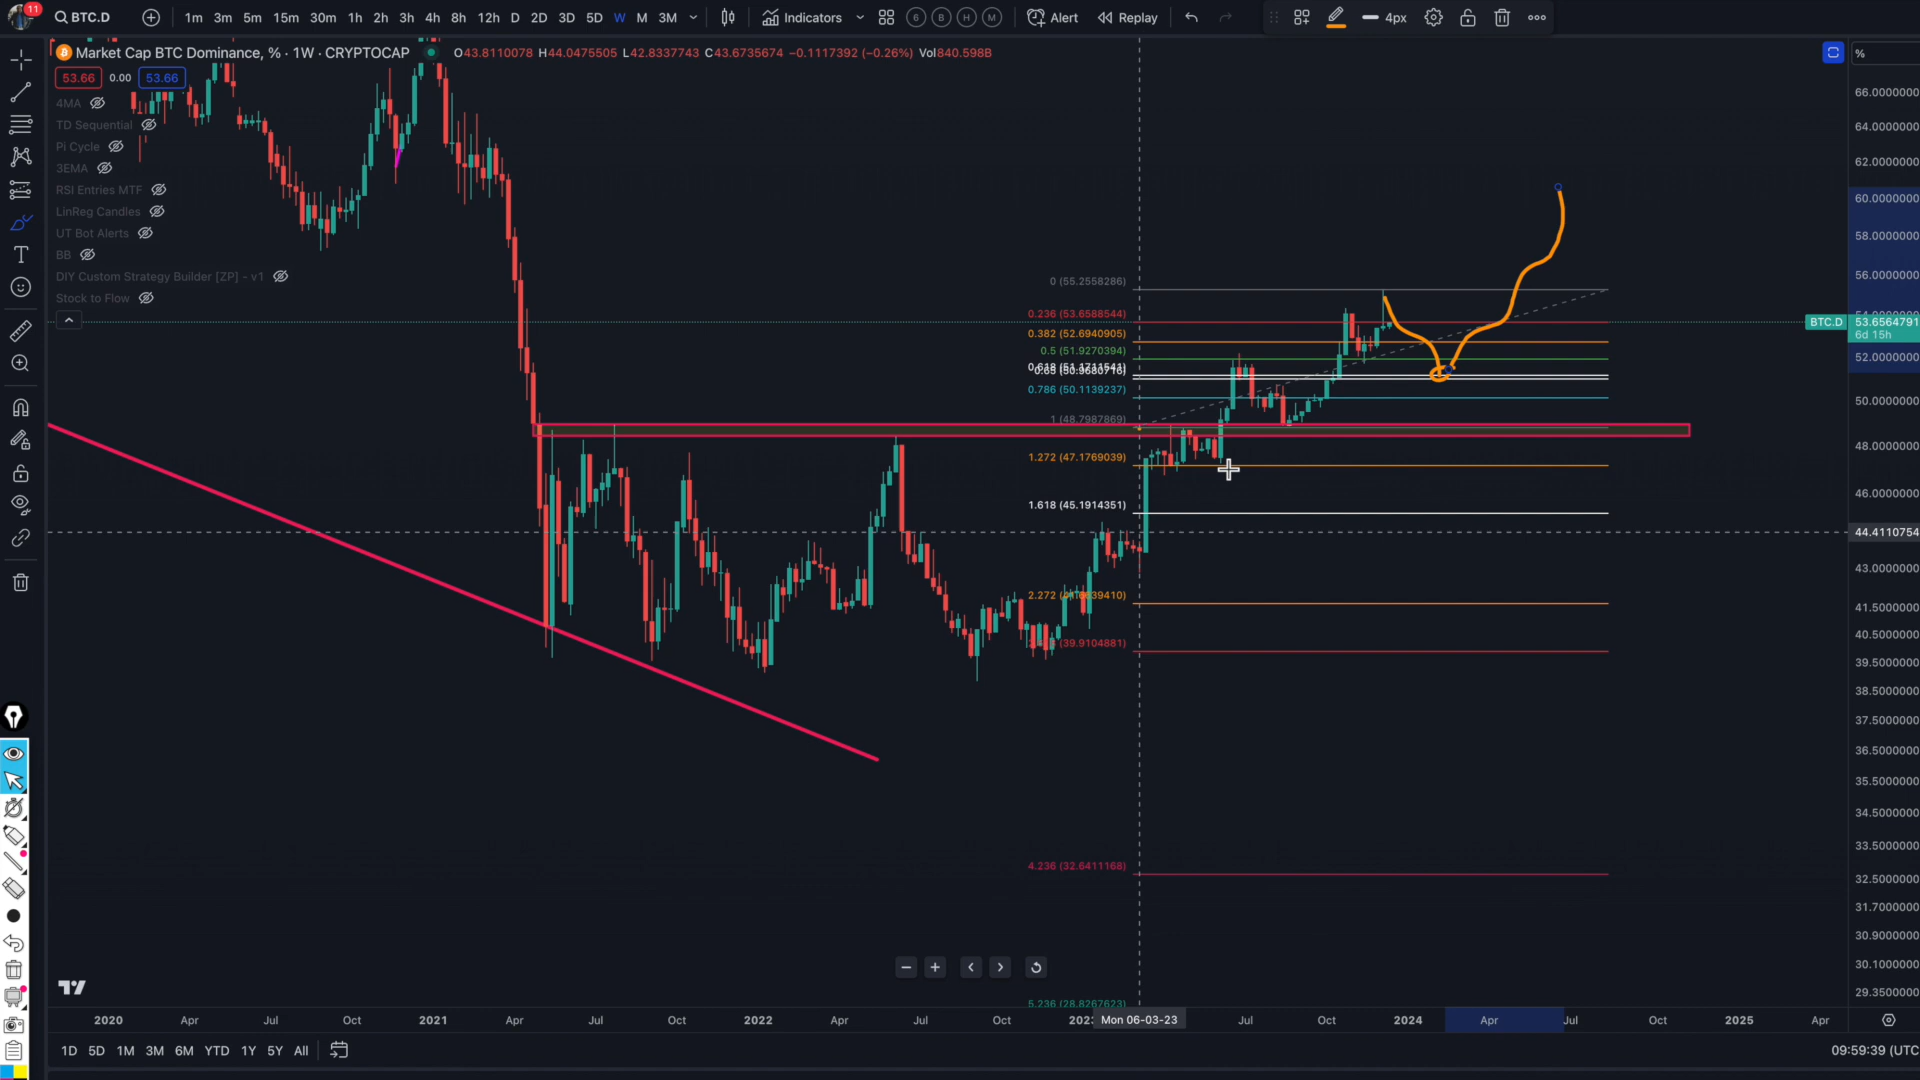 11
BTC.D
1m 3m 5m 15m 30m 1h 2h 3h 4h 8h 12h D 2D 3D 5D W M 3M
Indicators
6 B H M
Alert
Replay
4px
Market Cap BTC Dominance, % · 1W · CRYPTOCAP
O43.8110078 H44.0475505 L42.8337743 C43.6735674 −0.1117392 (−0.26%) Vol840.598B
%
53.66 0.00 53.66
4MA
TD Sequential
Pi Cycle
3EMA
RSI Entries MTF
LinReg Candles
UT Bot Alerts
BB
DIY Custom Strategy Builder [ZP] - v1
Stock to Flow
0 (55.2558286)
0.236 (53.6588544)
0.382 (52.6940905)
0.5 (51.9270394)
0.786 (50.1139237)
1 (48.7987869)
1.272 (47.1769039)
1.618 (45.1914351)
(39.9104881)
4.236 (32.6411168)
5.236 (28.8267623)
66.0000000
64.0000000
62.0000000
60.0000000
58.0000000
56.0000000
54.0000000
BTC.D 53.6564791
6d 15h
52.0000000
50.0000000
48.0000000
46.0000000
44.4110754
43.0000000
41.5000000
40.5000000
39.5000000
38.5000000
37.5000000
36.5000000
35.5000000
34.5000000
33.5000000
32.5000000
31.7000000
30.9000000
30.1000000
29.3500000
2020 Apr Jul Oct 2021 Apr Jul Oct 2022 Apr Jul Oct Mon 06-03-23 Jul Oct 2024 Apr Jul Oct 2025 Apr
1D 5D 1M 3M 6M YTD 1Y 5Y All
09:59:39 (UTC